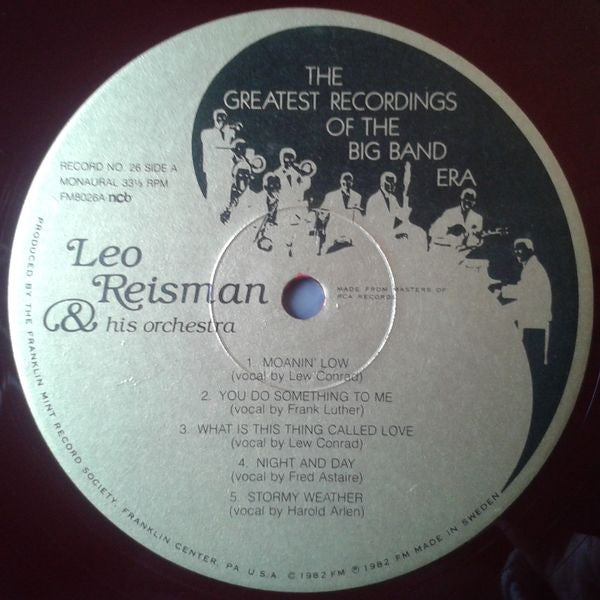 THE
GREATEST RECORDINGS
OF THE
BIG BAND
ERA
RECORD NO. 26 SIDE A
MONAURAL 33⅓ RPM
FM8026A ncb
Leo
Reisman
& his orchestra
MADE FROM MASTERS OF
RCA RECORDS
1. MOANIN' LOW
(vocal by Lew Conrad)
2. YOU DO SOMETHING TO ME
(vocal by Frank Luther)
3. WHAT IS THIS THING CALLED LOVE
(vocal by Lew Conrad)
4. NIGHT AND DAY
(vocal by Fred Astaire)
5. STORMY WEATHER
(vocal by Harold Arlen)
PRODUCED BY THE FRANKLIN MINT RECORD SOCIETY, FRANKLIN CENTER, PA U.S.A. © 1982 FM ℗ 1982 FM MADE IN SWEDEN